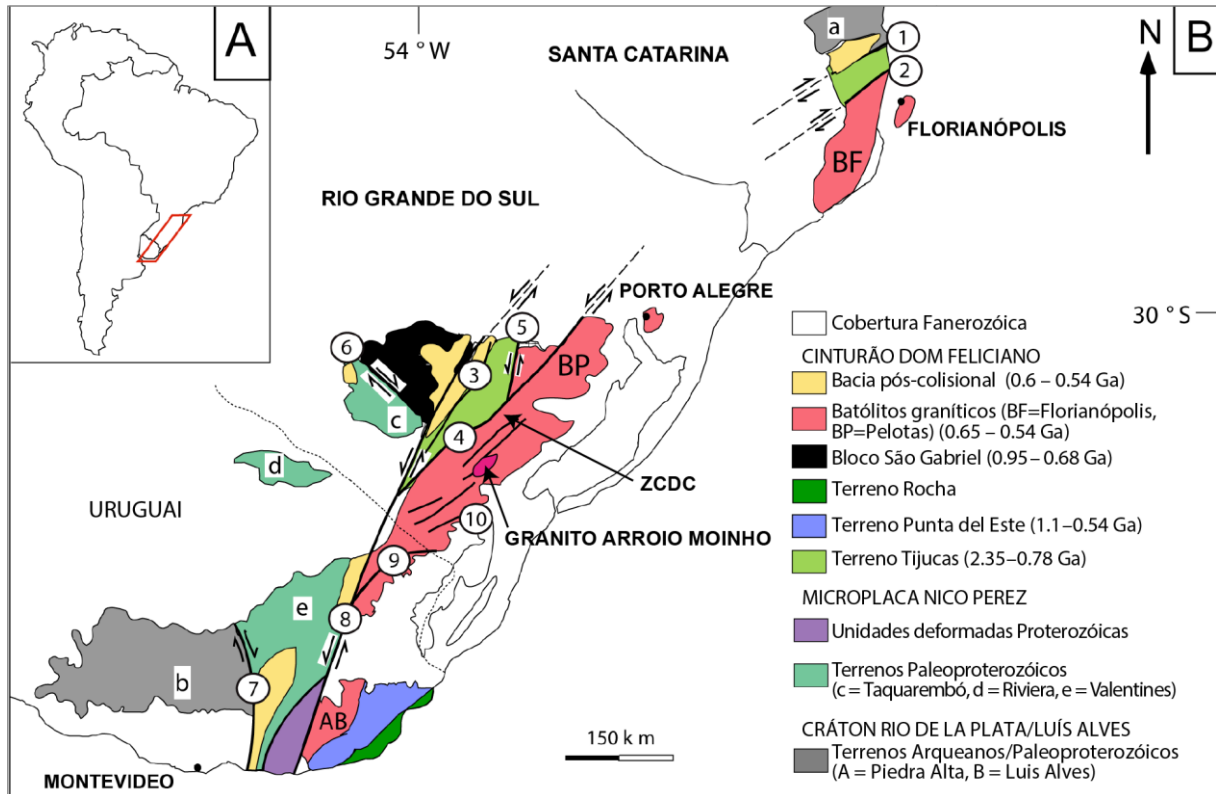 A
54 ° W
SANTA CATARINA
a
1
2
N
B
FLORIANÓPOLIS
BF
RIO GRANDE DO SUL
PORTO ALEGRE
30 ° S
5
6
3
BP
c
4
d
ZCDC
URUGUAI
10
GRANITO ARROIO MOINHO
9
e
8
b
7
AB
150 k m
MONTEVIDEO
Cobertura Fanerozóica
CINTURÃO DOM FELICIANO
Bacia pós-colisional (0.6 – 0.54 Ga)
Batólitos graníticos (BF=Florianópolis,
BP=Pelotas) (0.65 – 0.54 Ga)
Bloco São Gabriel (0.95 – 0.68 Ga)
Terreno Rocha
Terreno Punta del Este (1.1–0.54 Ga)
Terreno Tijucas (2.35–0.78 Ga)
MICROPLACA NICO PEREZ
Unidades deformadas Proterozóicas
Terrenos Paleoproterozóicos
(c = Taquarembó, d = Riviera, e = Valentines)
CRÁTON RIO DE LA PLATA/LUÍS ALVES
Terrenos Arqueanos/Paleoproterozóicos
(A = Piedra Alta, B = Luis Alves)